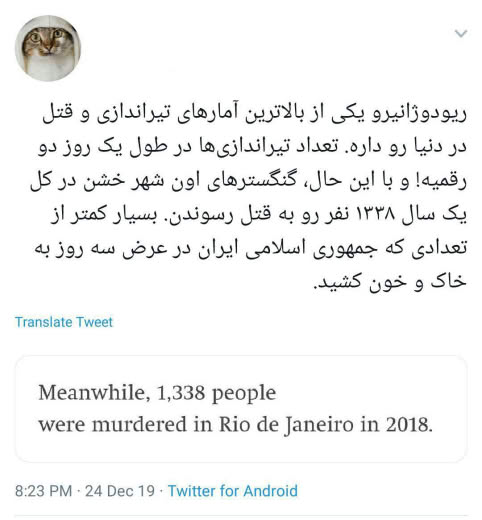 ریودوژانیرو یکی از بالاترین آمارهای تیراندازی و قتل
در دنیا رو داره. تعداد تیراندازی‌ها در طول یک روز دو
رقمیه! و با این حال، گنگسترهای اون شهر خشن در کل
یک سال ۱۳۳۸ نفر رو به قتل رسوندن. بسیار کمتر از
تعدادی که جمهوری اسلامی ایران در عرض سه روز به
خاک و خون کشید.
Translate Tweet
Meanwhile, 1,338 people
were murdered in Rio de Janeiro in 2018.
8:23 PM · 24 Dec 19 · Twitter for Android